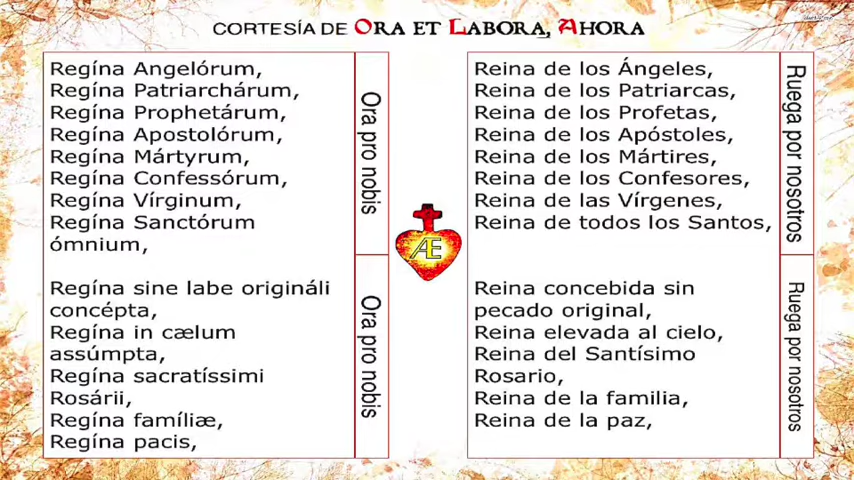 CORTESÍA DE ORA ET LABORA, AHORA
Regína Angelórum,
Regína Patriarchárum,
Regína Prophetárum,
Regína Apostolórum,
Regína Mártyrum,
Regína Confessórum,
Regína Vírginum,
Regína Sanctórum
ómnium,
Ora pro nobis
Regína sine labe origináli
concépta,
Regína in cælum
assúmpta,
Regína sacratíssimi
Rosárii,
Regína famíliæ,
Regína pacis,
Ora pro nobis
Æ
Reina de los Ángeles,
Reina de los Patriarcas,
Reina de los Profetas,
Reina de los Apóstoles,
Reina de los Mártires,
Reina de los Confesores,
Reina de las Vírgenes,
Reina de todos los Santos,
Ruega por nosotros
Reina concebida sin
pecado original,
Reina elevada al cielo,
Reina del Santísimo
Rosario,
Reina de la familia,
Reina de la paz,
Ruega por nosotros